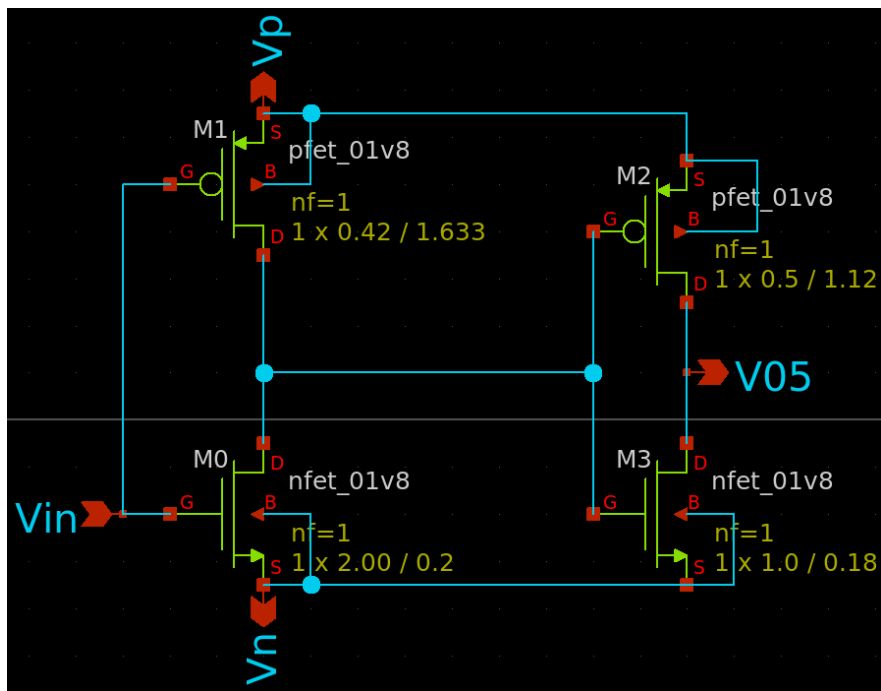 Vp
M1
S
pfet_01v8
G
B
nf=1
1 x 0.42 / 1.633
D
M2
S
pfet_01v8
G
B
nf=1
1 x 0.5 / 1.12
D
V05
M0
D
nfet_01v8
G
B
nf=1
1 x 2.00 / 0.2
S
Vin
M3
D
nfet_01v8
G
B
nf=1
1 x 1.0 / 0.18
S
Vn